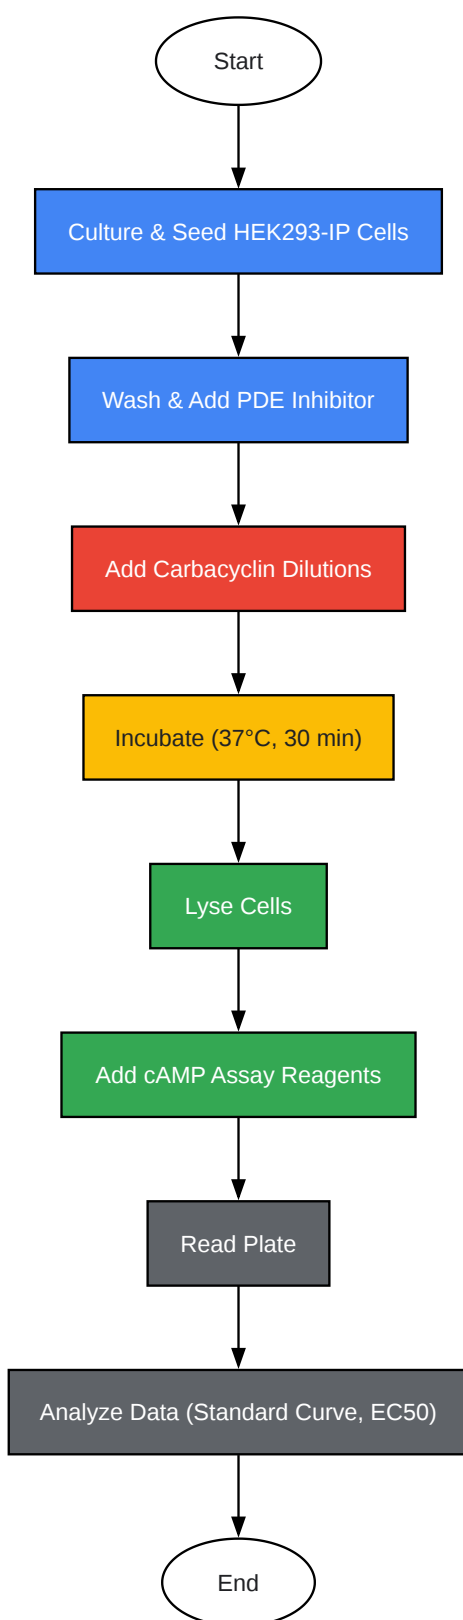 Start
Culture & Seed HEK293-IP Cells
Wash & Add PDE Inhibitor
Add Carbacyclin Dilutions
Incubate (37°C, 30 min)
Lyse Cells
Add cAMP Assay Reagents
Read Plate
Analyze Data (Standard Curve, EC50)
End